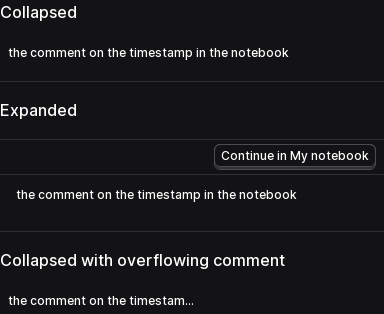 Collapsed
the comment on the timestamp in the notebook
Expanded
Continue in My notebook
the comment on the timestamp in the notebook
Collapsed with overflowing comment
the comment on the timestam...